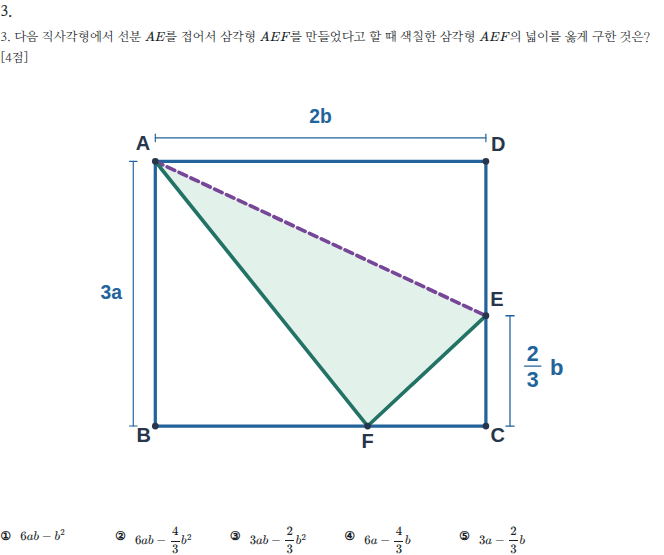 3.
3. 다음 직사각형에서 선분 AE를 접어서 삼각형 AEF를 만들었다고 할 때 색칠한 삼각형 AEF의 넓이를 옳게 구한 것은?
[4점]
2b
A
D
3a
E
2/3 b
B
F
C
① 6ab − b² ② 6ab − 4/3 b² ③ 3ab − 2/3 b² ④ 6a − 4/3 b ⑤ 3a − 2/3 b